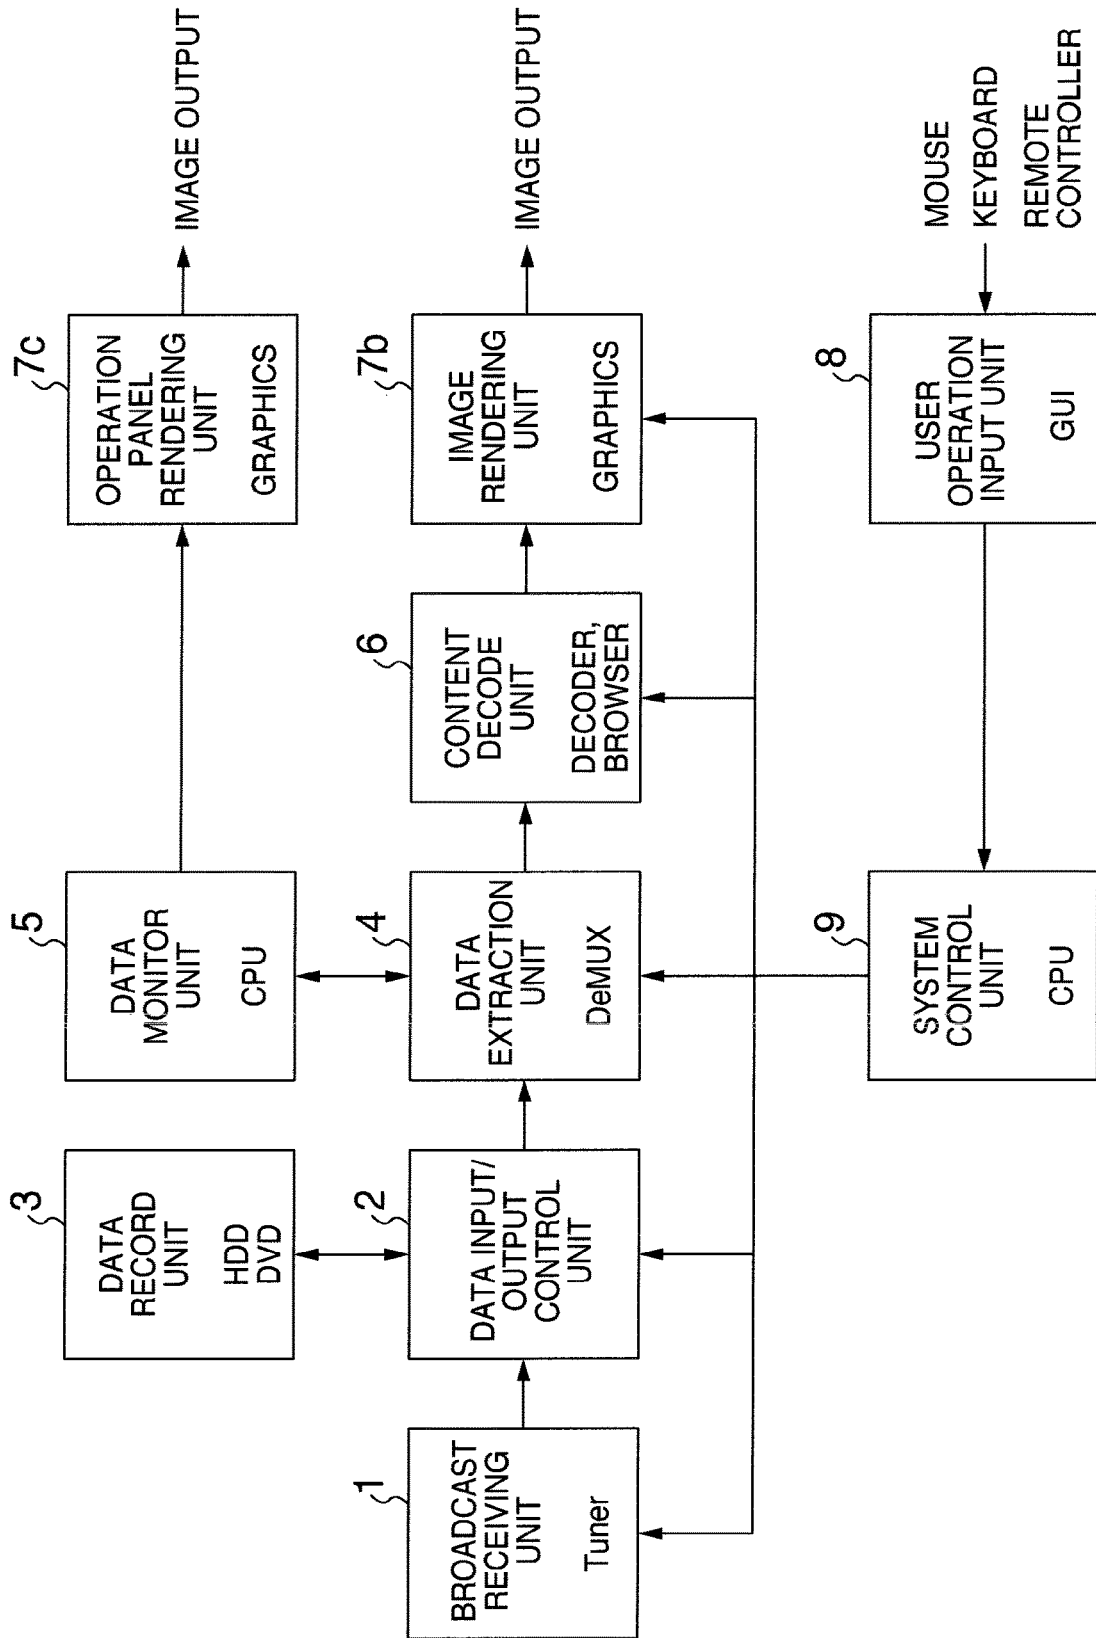 3
DATA
RECORD
UNIT
HDD
DVD
5
DATA
MONITOR
UNIT
CPU
7c
OPERATION
PANEL
RENDERING
UNIT
GRAPHICS
IMAGE OUTPUT
1
BROADCAST
RECEIVING
UNIT
Tuner
2
DATA INPUT/
OUTPUT
CONTROL
UNIT
4
DATA
EXTRACTION
UNIT
DeMUX
6
CONTENT
DECODE
UNIT
DECODER,
BROWSER
7b
IMAGE
RENDERING
UNIT
GRAPHICS
IMAGE OUTPUT
9
SYSTEM
CONTROL
UNIT
CPU
8
USER
OPERATION
INPUT UNIT
GUI
MOUSE
KEYBOARD
REMOTE
CONTROLLER